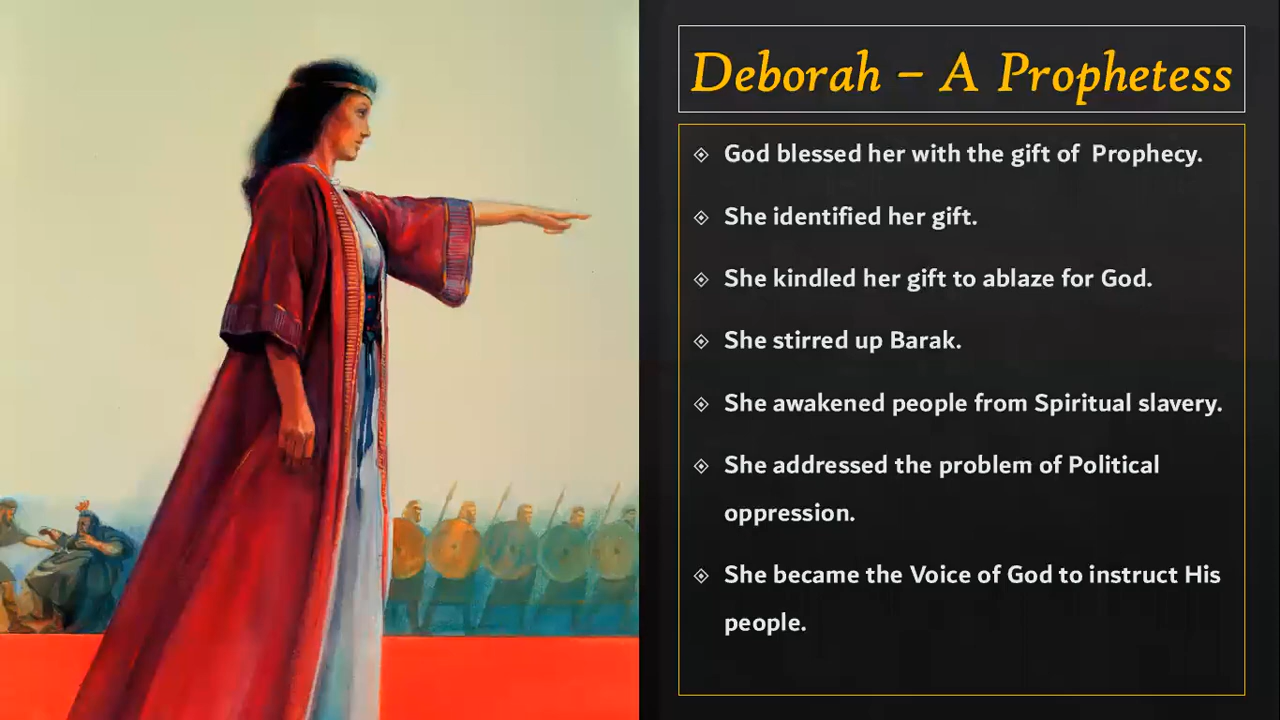 Deborah – A Prophetess
God blessed her with the gift of Prophecy.
She identified her gift.
She kindled her gift to ablaze for God.
She stirred up Barak.
She awakened people from Spiritual slavery.
She addressed the problem of Political
oppression.
She became the Voice of God to instruct His
people.